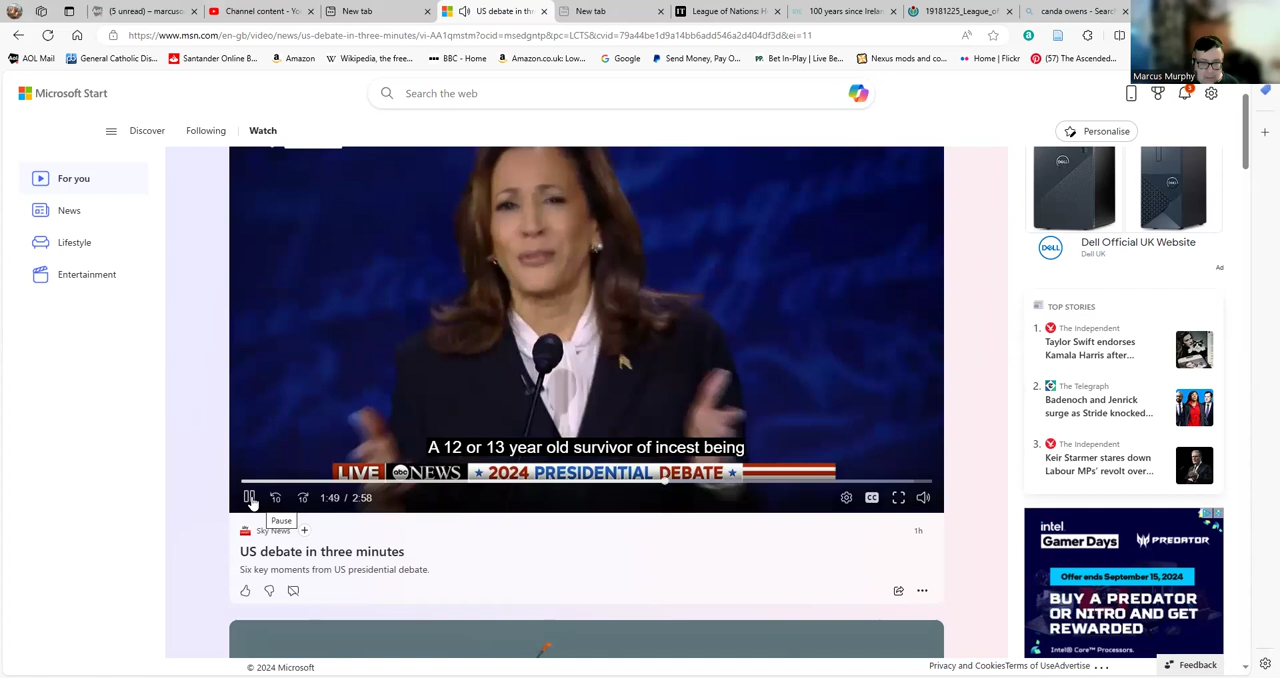 (5 unread) – marcuso
Channel content - Yo
New tab
US debate in thre
New tab
League of Nations: H
100 years since Irelan
19181225_League_of
canda owens - Searc
https://www.msn.com/en-gb/video/news/us-debate-in-three-minutes/vi-AA1qmstm?ocid=msedgntp&pc=LCTS&cvid=79a44be1d9a14bb6add546a2d404df3d&ei=11
AOL Mail
General Catholic Dis...
Santander Online B...
Amazon
Wikipedia, the free...
BBC - Home
Amazon.co.uk: Low...
Google
Send Money, Pay O...
Bet In-Play | Live Be...
Nexus mods and co...
Home | Flickr
(57) The Ascended...
Marcus Murphy
Microsoft Start
Search the web
Discover
Following
Watch
Personalise
For you
News
Lifestyle
Entertainment
A 12 or 13 year old survivor of incest being
LIVE abc NEWS 2024 PRESIDENTIAL DEBATE
1:49 / 2:58
CC
Pause
Sky News
1h
US debate in three minutes
Six key moments from US presidential debate.
DELL
Dell Official UK Website
Dell UK
Ad
TOP STORIES
1. The Independent
Taylor Swift endorses
Kamala Harris after...
2. The Telegraph
Badenoch and Jenrick
surge as Stride knocked...
3. The Independent
Keir Starmer stares down
Labour MPs' revolt over...
intel
Gamer Days
PREDATOR
Offer ends September 15, 2024
BUY A PREDATOR
OR NITRO AND GET
REWARDED
Intel® Core™ Processors.
© 2024 Microsoft
Privacy and Cookies
Terms of Use
Advertise
...
Feedback